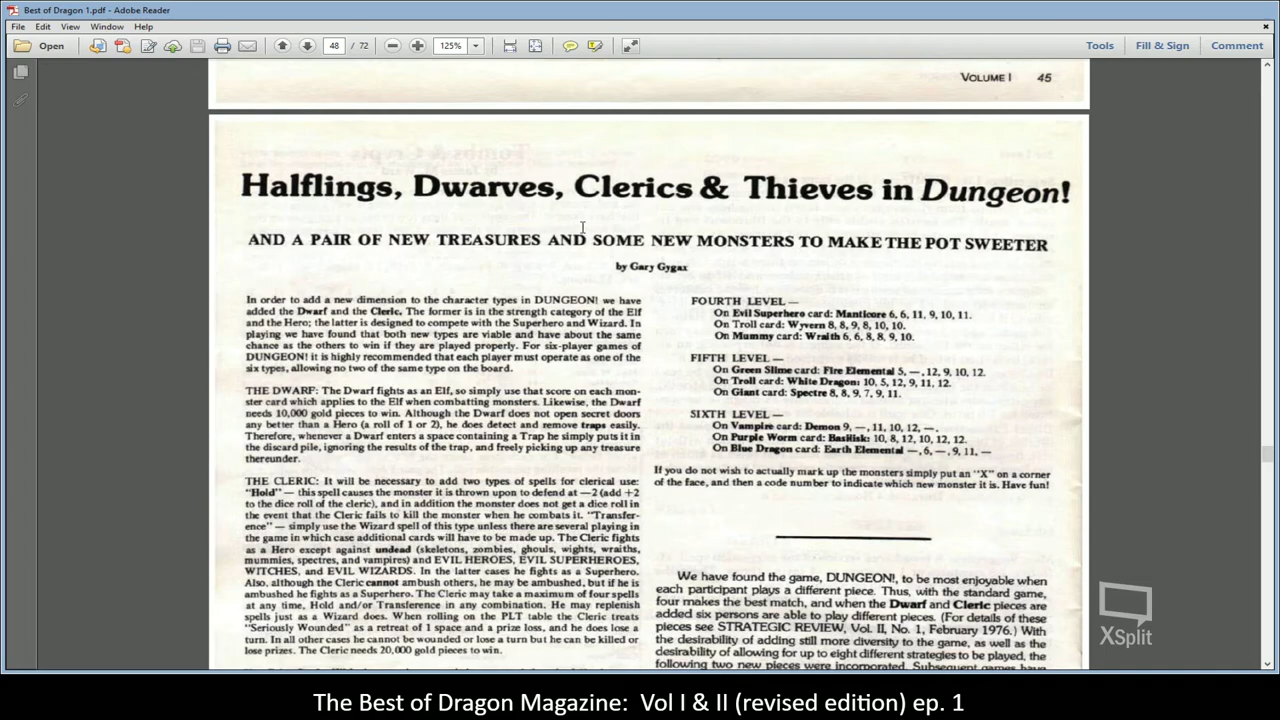 Best of Dragon 1.pdf - Adobe Reader
File Edit View Window Help
Open 48 / 72 125% Tools Fill & Sign Comment
VOLUME I 45
Halflings, Dwarves, Clerics & Thieves in Dungeon!
AND A PAIR OF NEW TREASURES AND SOME NEW MONSTERS TO MAKE THE POT SWEETER
by Gary Gygax
In order to add a new dimension to the character types in DUNGEON! we have
added the Dwarf and the Cleric. The former is in the strength category of the Elf
and the Hero; the latter is designed to compete with the Superhero and Wizard. In
playing we have found that both new types are viable and have about the same
chance as the others to win if they are played properly. For six-player games of
DUNGEON! it is highly recommended that each player must operate as one of the
six types, allowing no two of the same type on the board.
THE DWARF: The Dwarf fights as an Elf, so simply use that score on each mon-
ster card which applies to the Elf when combatting monsters. Likewise, the Dwarf
needs 10,000 gold pieces to win. Although the Dwarf does not open secret doors
any better than a Hero (a roll of 1 or 2), he does detect and remove traps easily.
Therefore, whenever a Dwarf enters a space containing a Trap he simply puts it in
the discard pile, ignoring the results of the trap, and freely picking up any treasure
thereunder.
THE CLERIC: It will be necessary to add two types of spells for clerical use:
"Hold" — this spell causes the monster it is thrown upon to defend at —2 (add +2
to the dice roll of the cleric), and in addition the monster does not get a dice roll in
the event that the Cleric fails to kill the monster when he combats it. "Transfer-
ence" — simply use the Wizard spell of this type unless there are several playing in
the game in which case additional cards will have to be made up. The Cleric fights
as a Hero except against undead (skeletons, zombies, ghouls, wights, wraiths,
mummies, spectres, and vampires) and EVIL HEROES, EVIL SUPERHEROES,
WITCHES, and EVIL WIZARDS. In the latter cases he fights as a Superhero.
Also, although the Cleric cannot ambush others, he may be ambushed, but if he is
ambushed he fights as a Superhero. The Cleric may take a maximum of four spells
at any time, Hold and/or Transference in any combination. He may replenish
spells just as a Wizard does. When rolling on the PLT table the Cleric treats
"Seriously Wounded" as a retreat of 1 space and a prize loss, and he does lose a
turn. In all other cases he cannot be wounded or lose a turn but he can be killed or
lose prizes. The Cleric needs 20,000 gold pieces to win.
FOURTH LEVEL —
On Evil Superhero card: Manticore 6, 6, 11, 9, 10, 11.
On Troll card: Wyvern 8, 8, 9, 8, 10, 10.
On Mummy card: Wraith 6, 6, 8, 8, 9, 10.
FIFTH LEVEL —
On Green Slime card: Fire Elemental 5, —, 12, 9, 10, 12.
On Troll card: White Dragon: 10, 5, 12, 9, 11, 12.
On Giant card: Spectre 8, 8, 9, 7, 9, 11.
SIXTH LEVEL —
On Vampire card: Demon 9, —, 11, 10, 12, —.
On Purple Worm card: Basilisk: 10, 8, 12, 10, 12, 12.
On Blue Dragon card: Earth Elemental —, 6, —, 9, 11, —
If you do not wish to actually mark up the monsters simply put an "X" on a corner
of the face, and then a code number to indicate which new monster it is. Have fun!
We have found the game, DUNGEON!, to be most enjoyable when
each participant plays a different piece. Thus, with the standard game,
four makes the best match, and when the Dwarf and Cleric pieces are
added six persons are able to play different pieces. (For details of these
pieces see STRATEGIC REVIEW, Vol. II, No. 1, February 1976.) With
the desirability of adding still more diversity to the game, as well as the
desirability of allowing for up to eight different strategies to be played, the
following two new pieces were incorporated. Subsequent games have
XSplit
The Best of Dragon Magazine: Vol I & II (revised edition) ep. 1